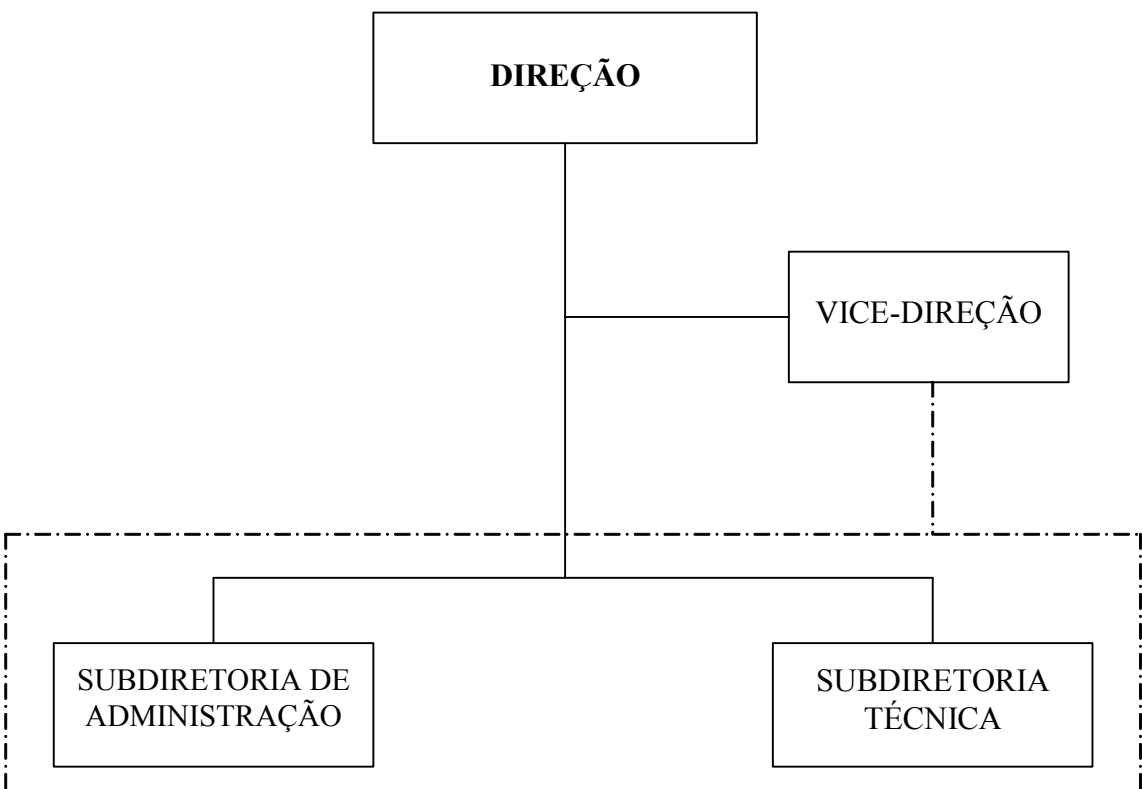 DIREÇÃO
VICE-DIREÇÃO
SUBDIRETORIA DE
ADMINISTRAÇÃO
SUBDIRETORIA
TÉCNICA